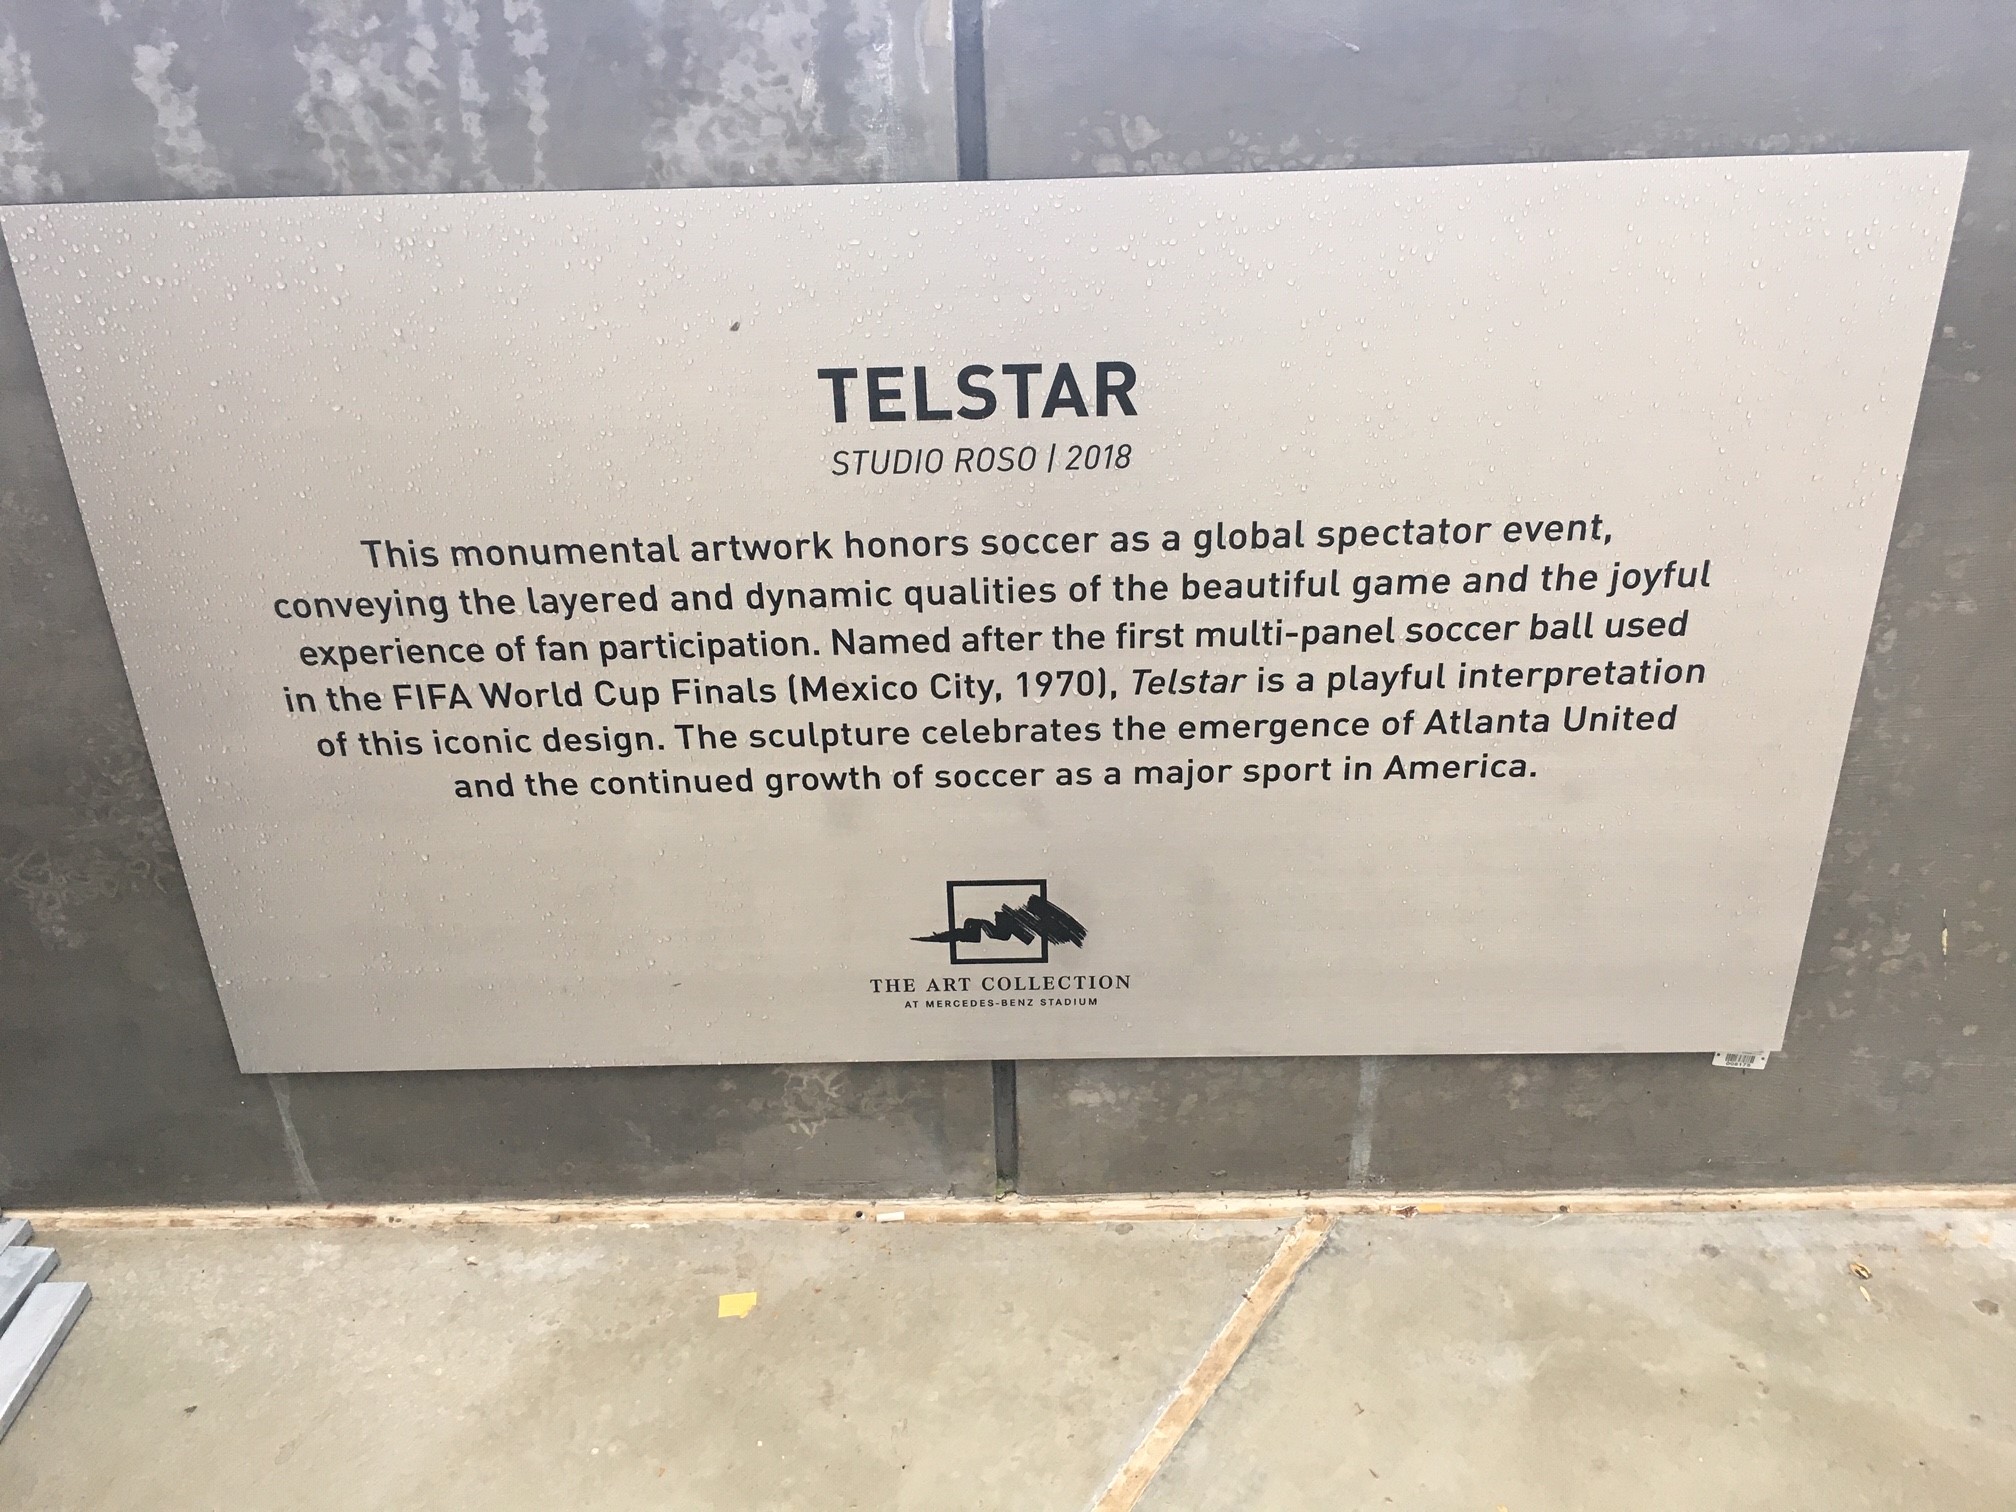 TELSTAR
STUDIO ROSO | 2018
This monumental artwork honors soccer as a global spectator event,
conveying the layered and dynamic qualities of the beautiful game and the joyful
experience of fan participation. Named after the first multi-panel soccer ball used
in the FIFA World Cup Finals (Mexico City, 1970), Telstar is a playful interpretation
of this iconic design. The sculpture celebrates the emergence of Atlanta United
and the continued growth of soccer as a major sport in America.
THE ART COLLECTION
AT MERCEDES-BENZ STADIUM